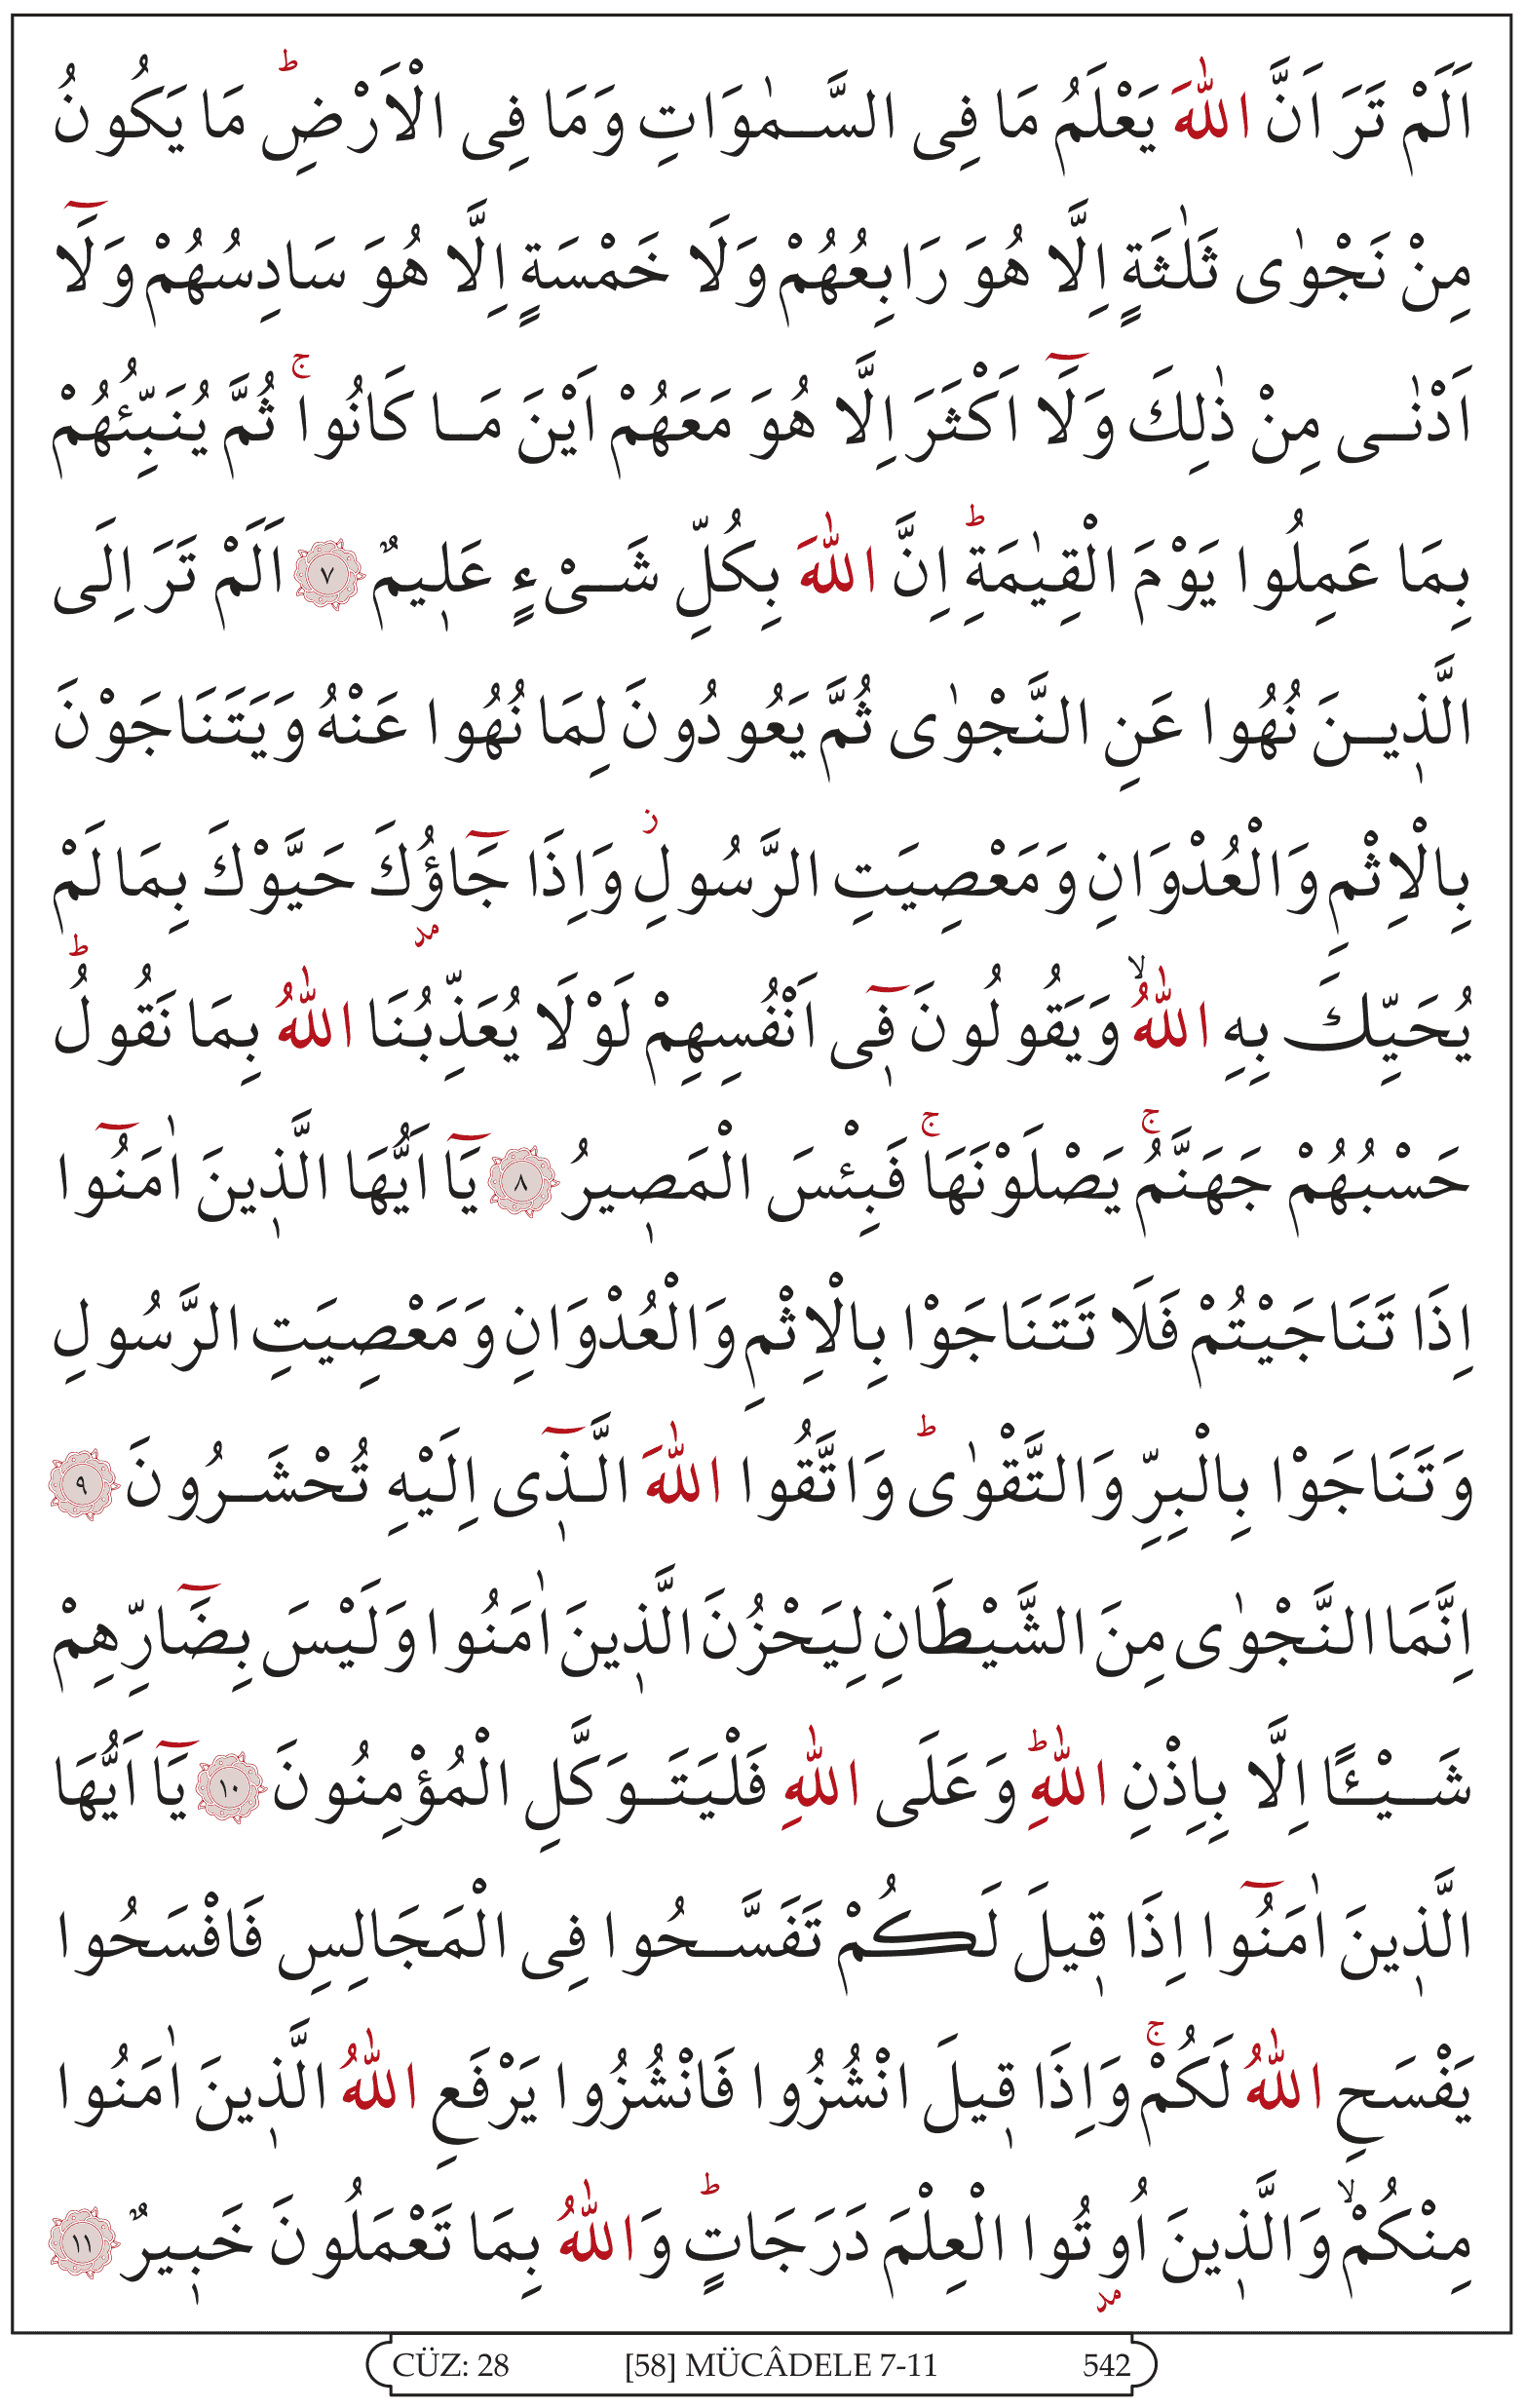 اَلَمْ تَرَ اَنَّ اللّٰهَ يَعْلَمُ مَا فِى السَّمٰوَاتِ وَمَا فِى الْاَرْضِؕ مَا يَكُونُ
مِنْ نَجْوٰى ثَلٰثَةٍ اِلَّا هُوَ رَابِعُهُمْ وَلَا خَمْسَةٍ اِلَّا هُوَ سَادِسُهُمْ وَلَٓا
اَدْنٰى مِنْ ذٰلِكَ وَلَٓا اَكْثَرَ اِلَّا هُوَ مَعَهُمْ اَيْنَ مَا كَانُواۚ ثُمَّ يُنَبِّئُهُمْ
بِمَا عَمِلُوا يَوْمَ الْقِيٰمَةِؕ اِنَّ اللّٰهَ بِكُلِّ شَىْءٍ عَلٖيمٌ ﴿٧﴾ اَلَمْ تَرَ اِلَى
الَّذٖينَ نُهُوا عَنِ النَّجْوٰى ثُمَّ يَعُودُونَ لِمَا نُهُوا عَنْهُ وَيَتَنَاجَوْنَ
بِالْاِثْمِ وَالْعُدْوَانِ وَمَعْصِيَتِ الرَّسُولِؗ وَاِذَا جَٓاؤُ۫كَ حَيَّوْكَ بِمَا لَمْ
يُحَيِّكَ بِهِ اللّٰهُۙ وَيَقُولُونَ فٖٓى اَنْفُسِهِمْ لَوْلَا يُعَذِّبُنَا اللّٰهُ بِمَا نَقُولُؕ
حَسْبُهُمْ جَهَنَّمُۚ يَصْلَوْنَهَاۚ فَبِئْسَ الْمَصٖيرُ ﴿٨﴾ يَٓا اَيُّهَا الَّذٖينَ اٰمَنُٓوا
اِذَا تَنَاجَيْتُمْ فَلَا تَتَنَاجَوْا بِالْاِثْمِ وَالْعُدْوَانِ وَمَعْصِيَتِ الرَّسُولِ
وَتَنَاجَوْا بِالْبِرِّ وَالتَّقْوٰىؕ وَاتَّقُوا اللّٰهَ الَّذٖٓى اِلَيْهِ تُحْشَرُونَ ﴿٩﴾
اِنَّمَا النَّجْوٰى مِنَ الشَّيْطَانِ لِيَحْزُنَ الَّذٖينَ اٰمَنُوا وَلَيْسَ بِضَٓارِّهِمْ
شَيْـًٔا اِلَّا بِاِذْنِ اللّٰهِؕ وَعَلَى اللّٰهِ فَلْيَتَوَكَّلِ الْمُؤْمِنُونَ ﴿١٠﴾ يَٓا اَيُّهَا
الَّذٖينَ اٰمَنُٓوا اِذَا قٖيلَ لَكُمْ تَفَسَّحُوا فِى الْمَجَالِسِ فَافْسَحُوا
يَفْسَحِ اللّٰهُ لَكُمْۚ وَاِذَا قٖيلَ انْشُزُوا فَانْشُزُوا يَرْفَعِ اللّٰهُ الَّذٖينَ اٰمَنُوا
مِنْكُمْۙ وَالَّذٖينَ اُو۫تُوا الْعِلْمَ دَرَجَاتٍؕ وَاللّٰهُ بِمَا تَعْمَلُونَ خَبٖيرٌ ﴿١١﴾
CÜZ: 28 [58] MÜCÂDELE 7-11 542